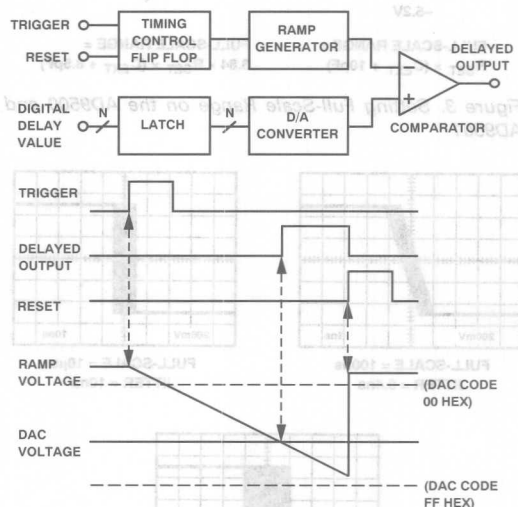 TRIGGER
RESET
TIMING
CONTROL
FLIP FLOP
RAMP
GENERATOR
DELAYED
OUTPUT
DIGITAL
DELAY
VALUE
N
LATCH
N
D/A
CONVERTER
−
+
COMPARATOR
TRIGGER
DELAYED
OUTPUT
RESET
RAMP
VOLTAGE
(DAC CODE
00 HEX)
DAC
VOLTAGE
(DAC CODE
FF HEX)